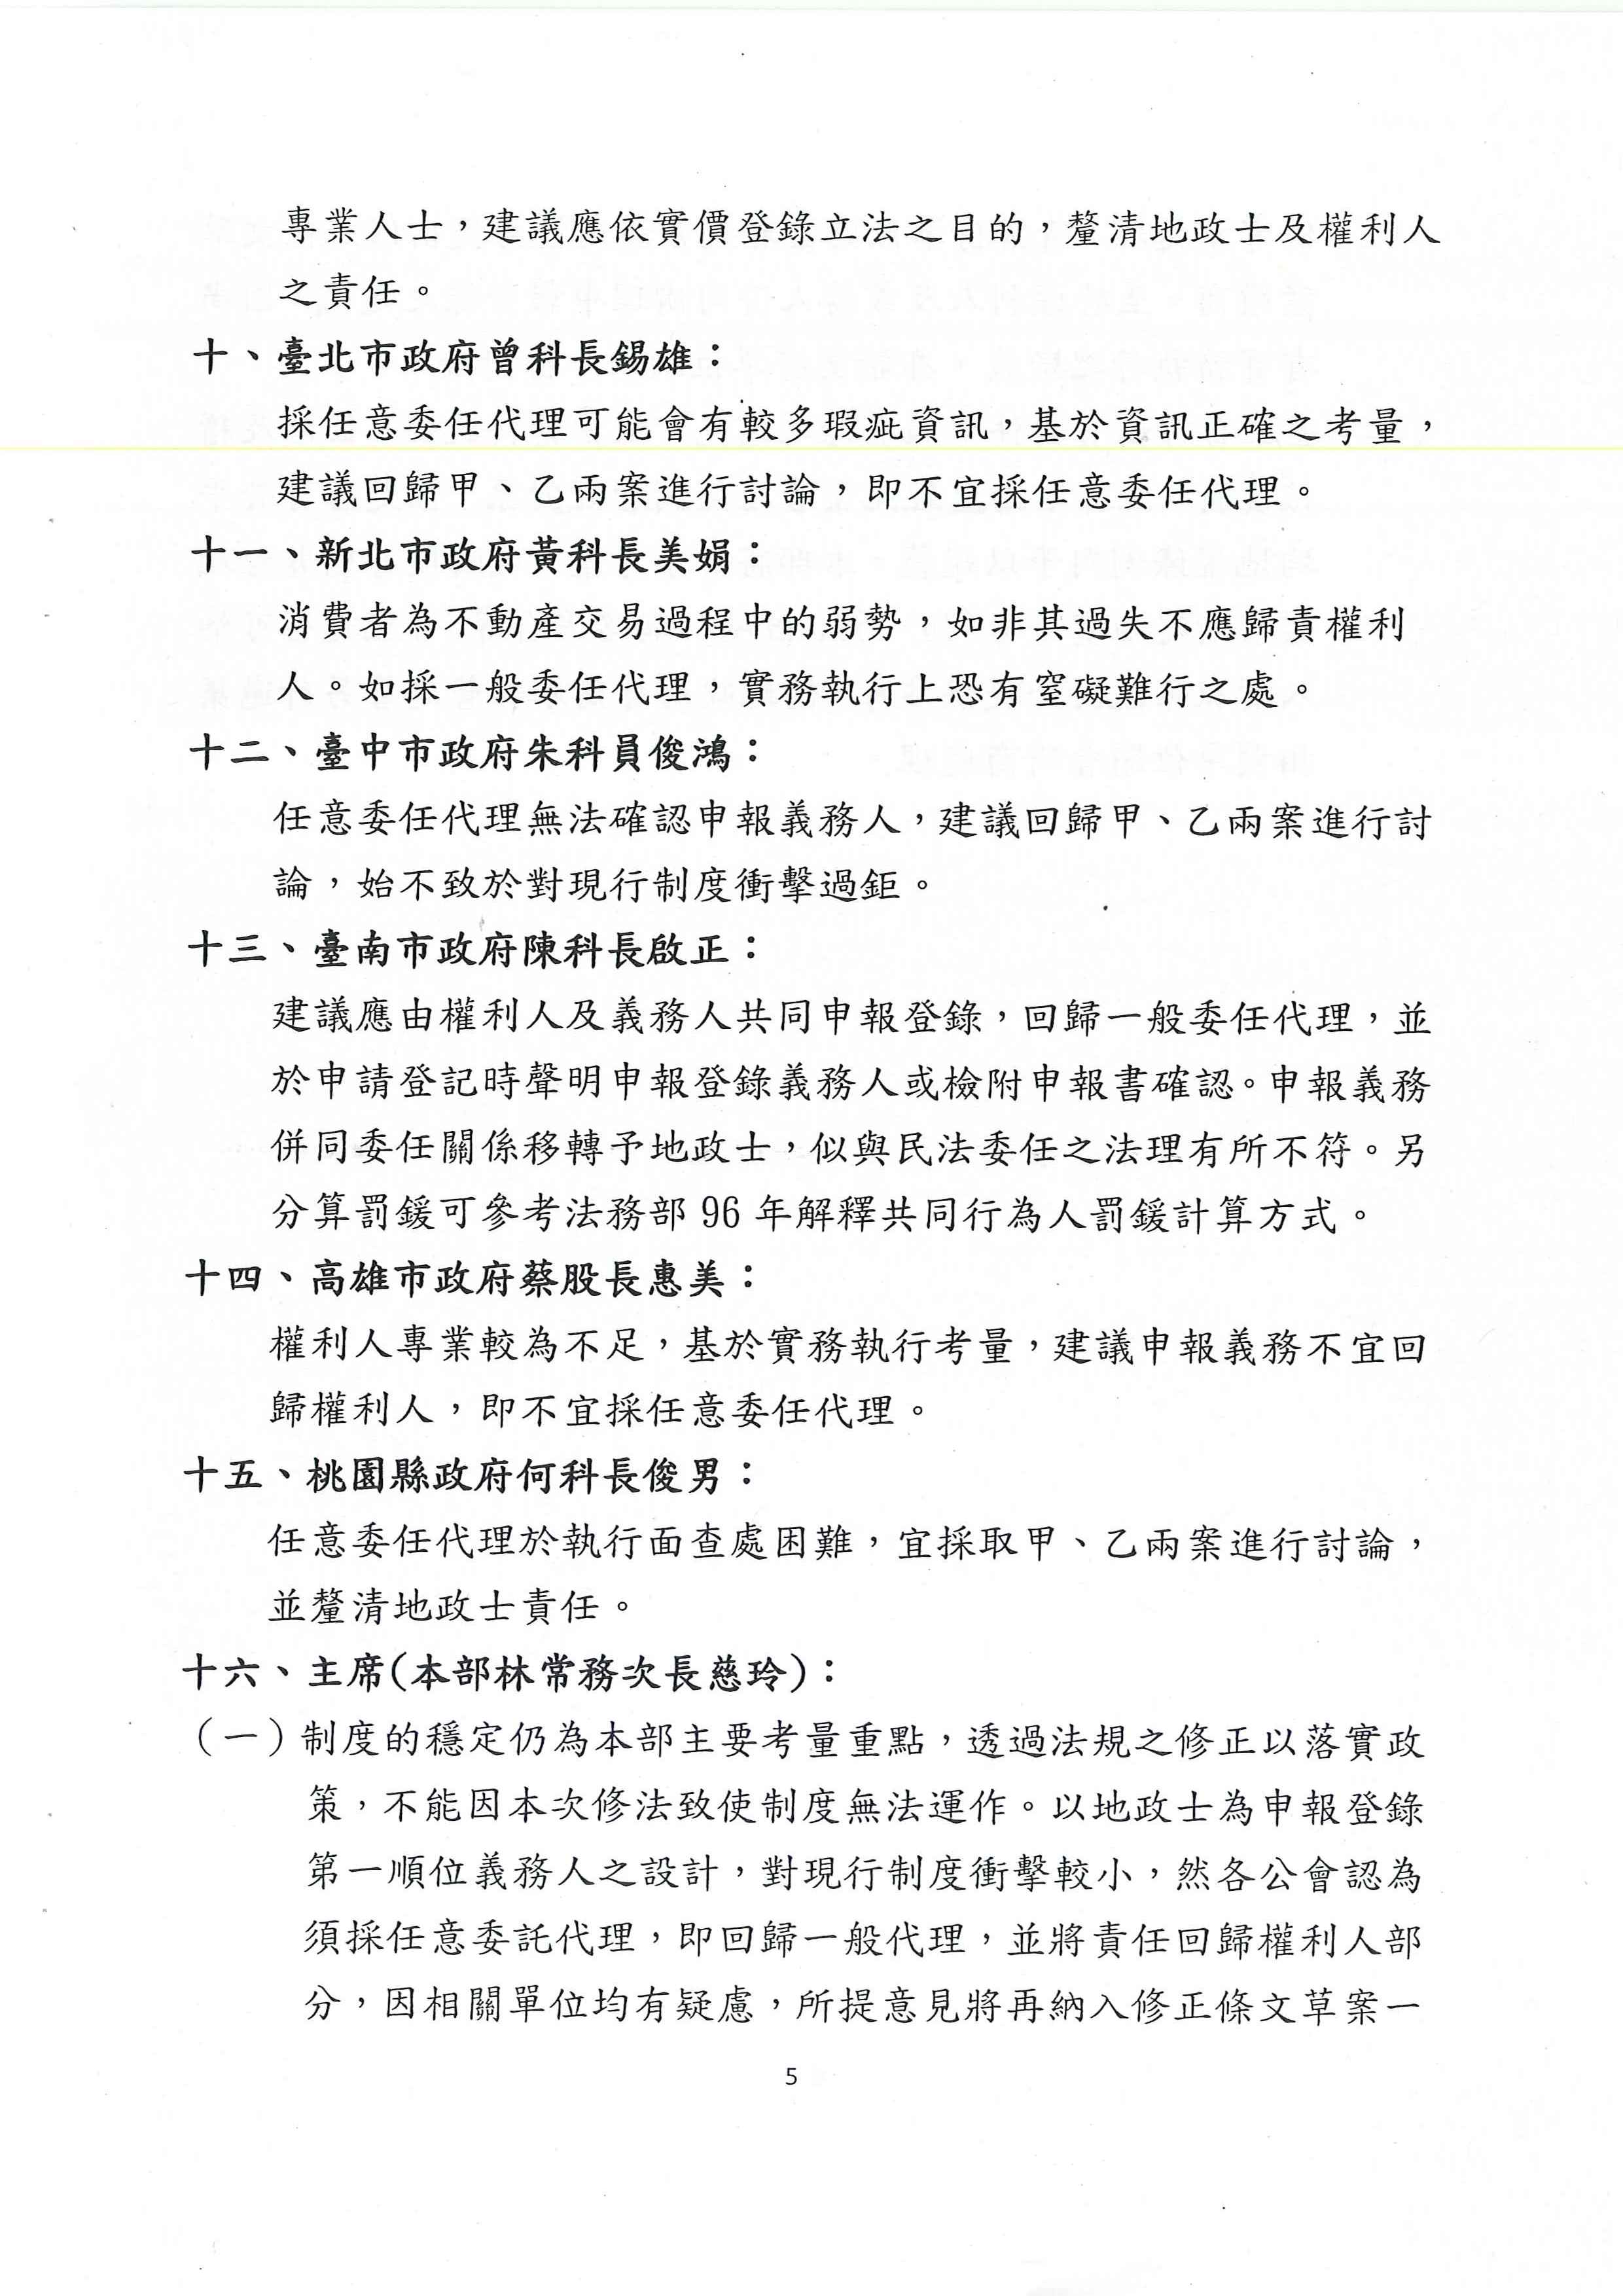 專業人士，建議應依實價登錄立法之目的，釐清地政士及權利人
之責任。
十、臺北市政府曾科長錫雄：
採任意委任代理可能會有較多瑕疵資訊，基於資訊正確之考量，
建議回歸甲、乙兩案進行討論，即不宜採任意委任代理。
十一、新北市政府黃科長美娟：
消費者為不動產交易過程中的弱勢，如非其過失不應歸責權利
人。如採一般委任代理，實務執行上恐有窒礙難行之處。
十二、臺中市政府朱科員俊鴻：
任意委任代理無法確認申報義務人，建議回歸甲、乙兩案進行討
論，始不致於對現行制度衝擊過鉅。
十三、臺南市政府陳科長啟正：
建議應由權利人及義務人共同申報登錄，回歸一般委任代理，並
於申請登記時聲明申報登錄義務人或檢附申報書確認。申報義務
併同委任關係移轉予地政士，似與民法委任之法理有所不符。另
分算罰鍰可參考法務部 96 年解釋共同行為人罰鍰計算方式。
十四、高雄市政府蔡股長惠美：
權利人專業較為不足，基於實務執行考量，建議申報義務不宜回
歸權利人，即不宜採任意委任代理。
十五、桃園縣政府何科長俊男：
任意委任代理於執行面查處困難，宜採取甲、乙兩案進行討論，
並釐清地政士責任。
十六、主席(本部林常務次長慈玲)：
（一）制度的穩定仍為本部主要考量重點，透過法規之修正以落實政
策，不能因本次修法致使制度無法運作。以地政士為申報登錄
第一順位義務人之設計，對現行制度衝擊較小，然各公會認為
須採任意委託代理，即回歸一般代理，並將責任回歸權利人部
分，因相關單位均有疑慮，所提意見將再納入修正條文草案一
5